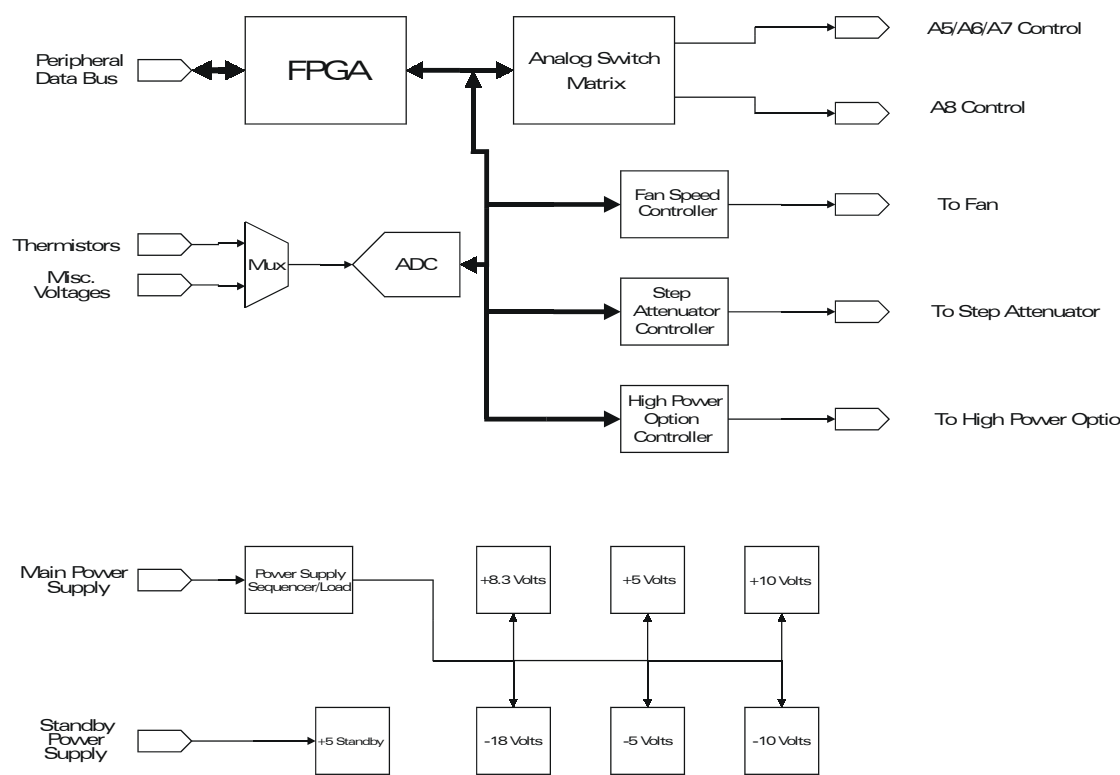 Peripheral
Data Bus
FPGA
Analog Switch
Matrix
A5/A6/A7 Control
A8 Control
Fan Speed
Controller
To Fan
Thermistors
Misc.
Voltages
Mux
ADC
Step
Attenuator
Controller
To Step Attenuator
High Power
Option
Controller
To High Power Optio
Main Power
Supply
Power Supply
Sequencer/Load
+8.3 Volts
+5 Volts
+10 Volts
Standby
Power
Supply
+5 Standby
-18 Volts
-5 Volts
-10 Volts